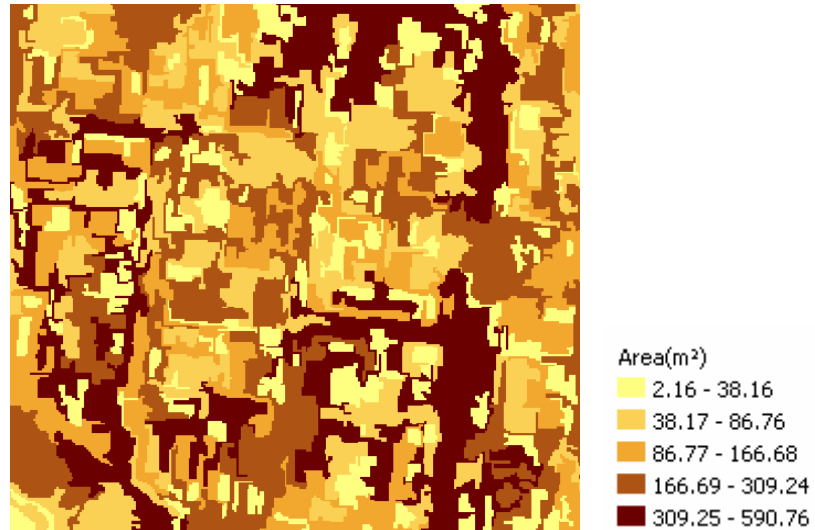 Area(m²)
2.16 - 38.16
38.17 - 86.76
86.77 - 166.68
166.69 - 309.24
309.25 - 590.76